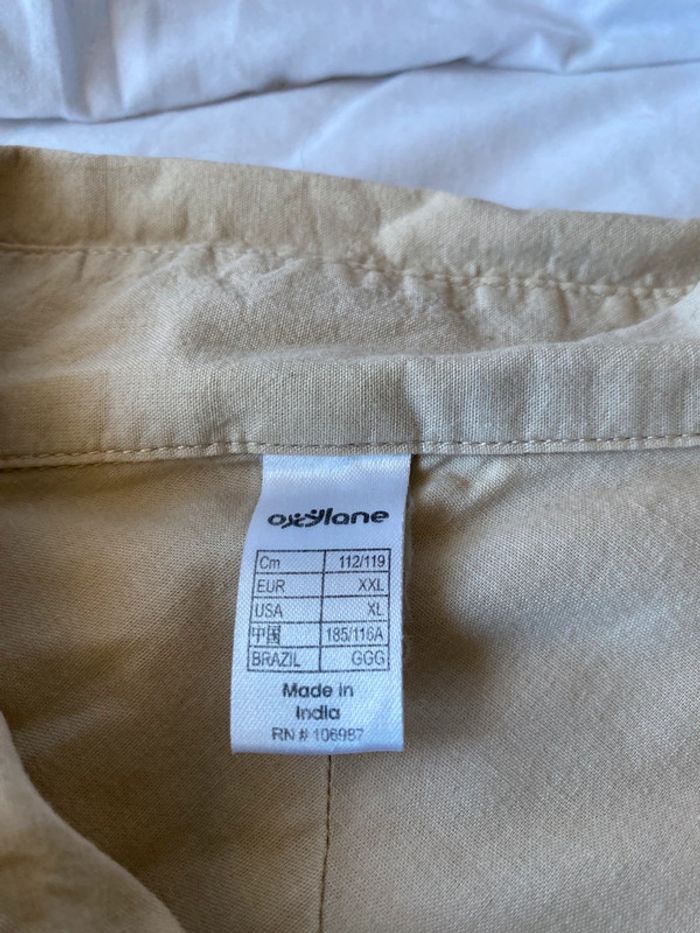 oxylane
Cm 112/119
EUR XXL
USA XL
中国 185/116A
BRAZIL GGG
Made in
India
RN # 106987